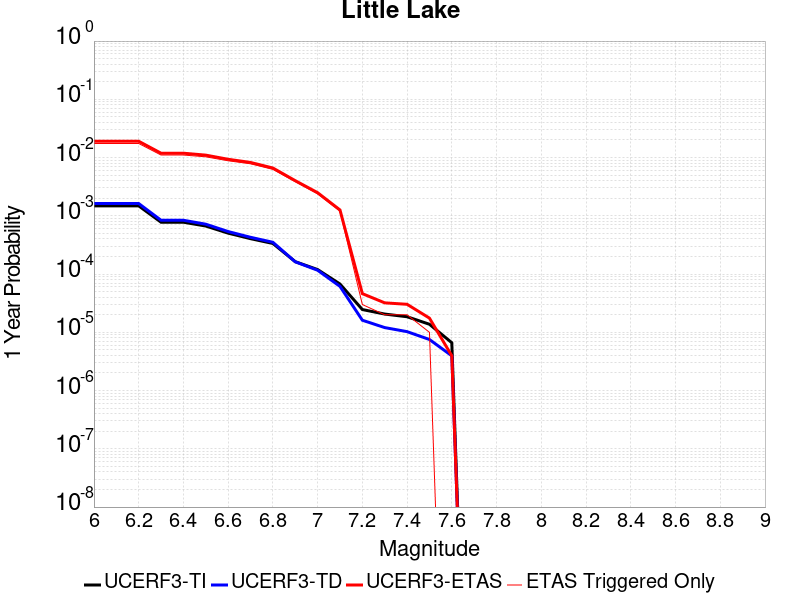 Little Lake
10^0
10^-1
10^-2
10^-3
10^-4
10^-5
10^-6
10^-7
10^-8
1 Year Probability
6 6.2 6.4 6.6 6.8 7 7.2 7.4 7.6 7.8 8 8.2 8.4 8.6 8.8 9
Magnitude
UCERF3-TI UCERF3-TD UCERF3-ETAS ETAS Triggered Only